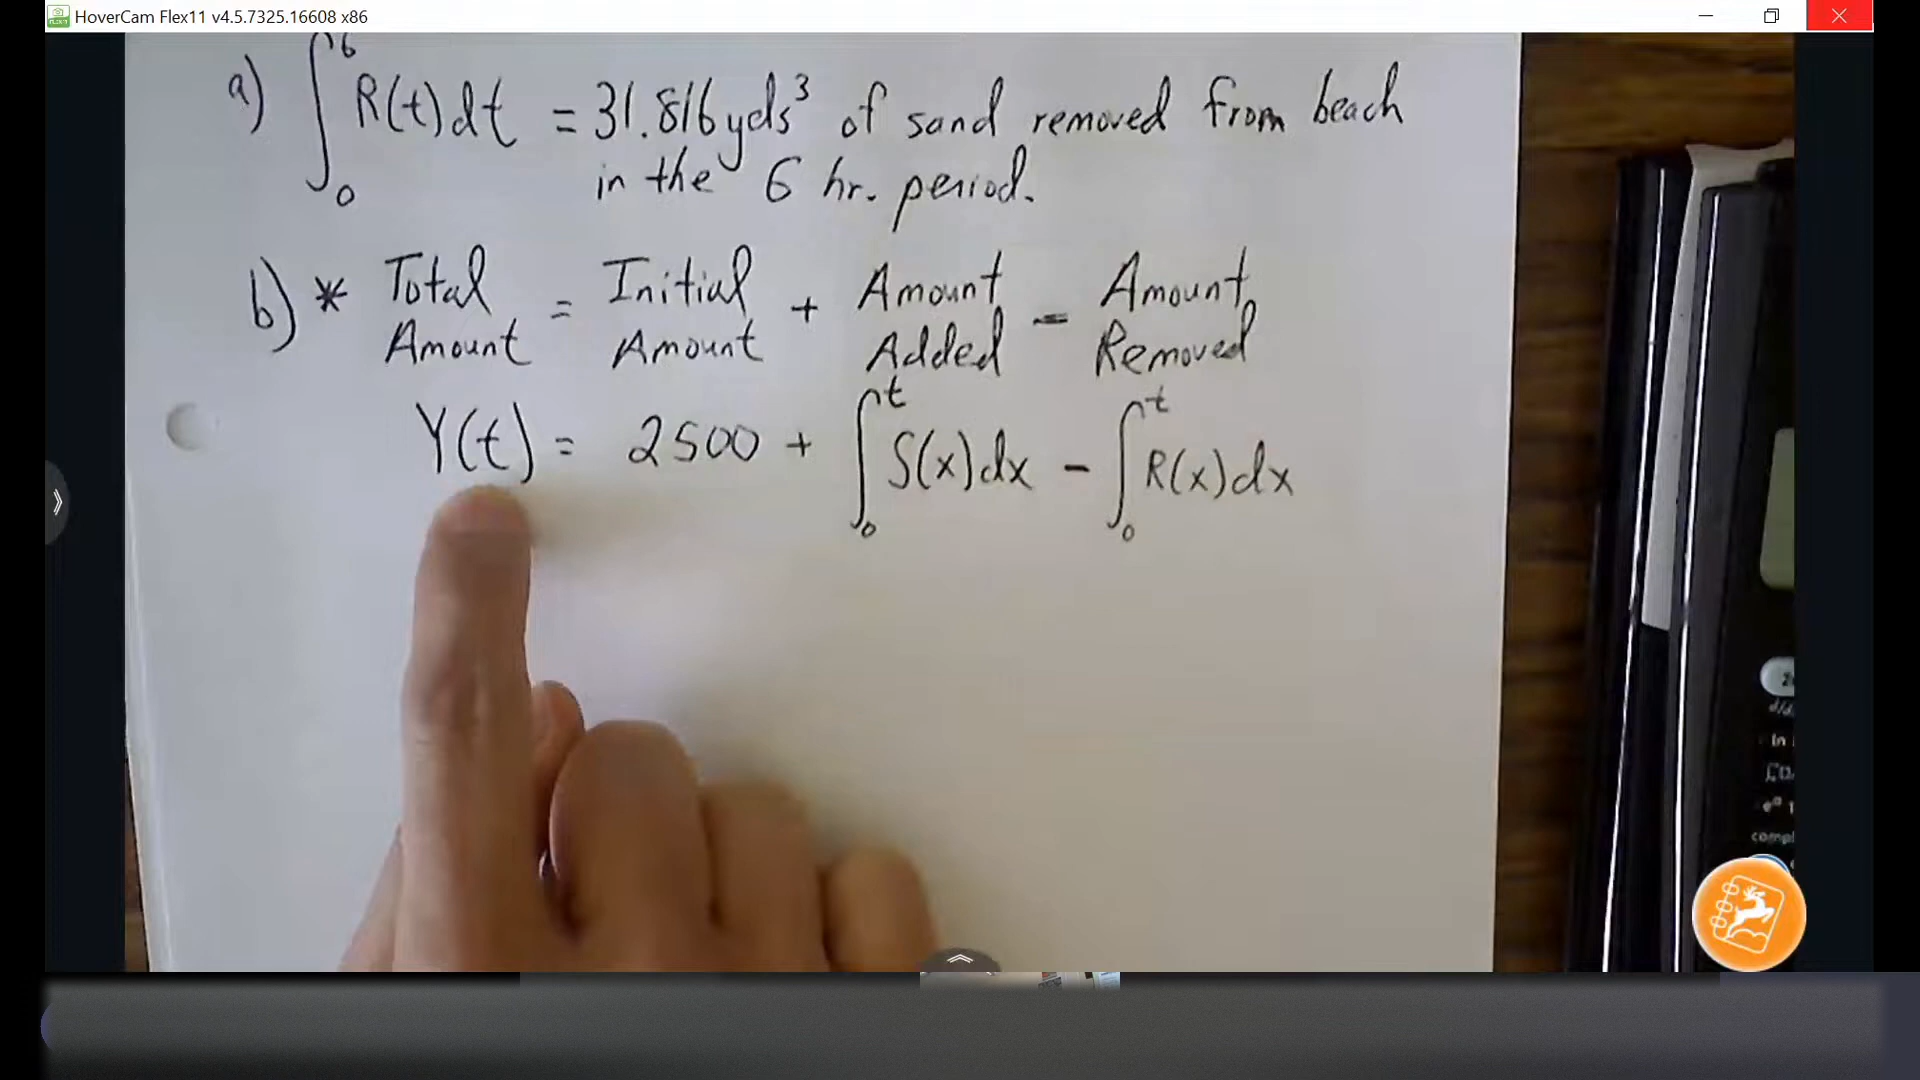 HoverCam Flex11 v4.5.7325.16608 x86
a) ∫₀⁶ R(t)dt = 31.816 yds³ of sand removed from beach
in the 6 hr. period.
b) * Total Amount = Initial Amount + Amount Added - Amount Removed
Y(t) = 2500 + ∫₀ᵗ S(x)dx - ∫₀ᵗ R(x)dx